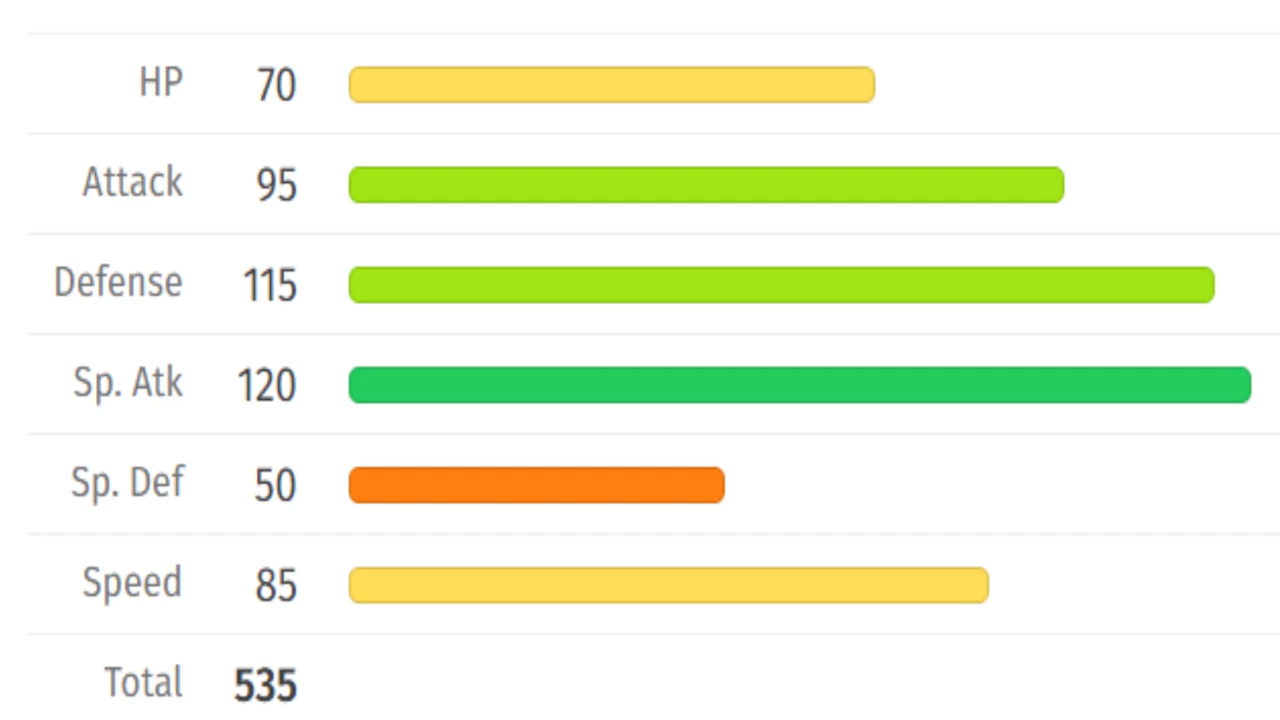 HP 70
Attack 95
Defense 115
Sp. Atk 120
Sp. Def 50
Speed 85
Total 535